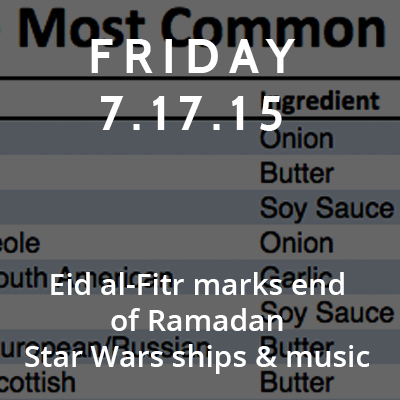 Most Common
FRIDAY
7.17.15
Ingredient
Onion
Butter
Soy Sauce
eole Onion
outh American Garlic
Eid al-Fitr marks end
of Ramadan
Soy Sauce
uropean/Russian Butter
Star Wars ships & music
cottish Butter